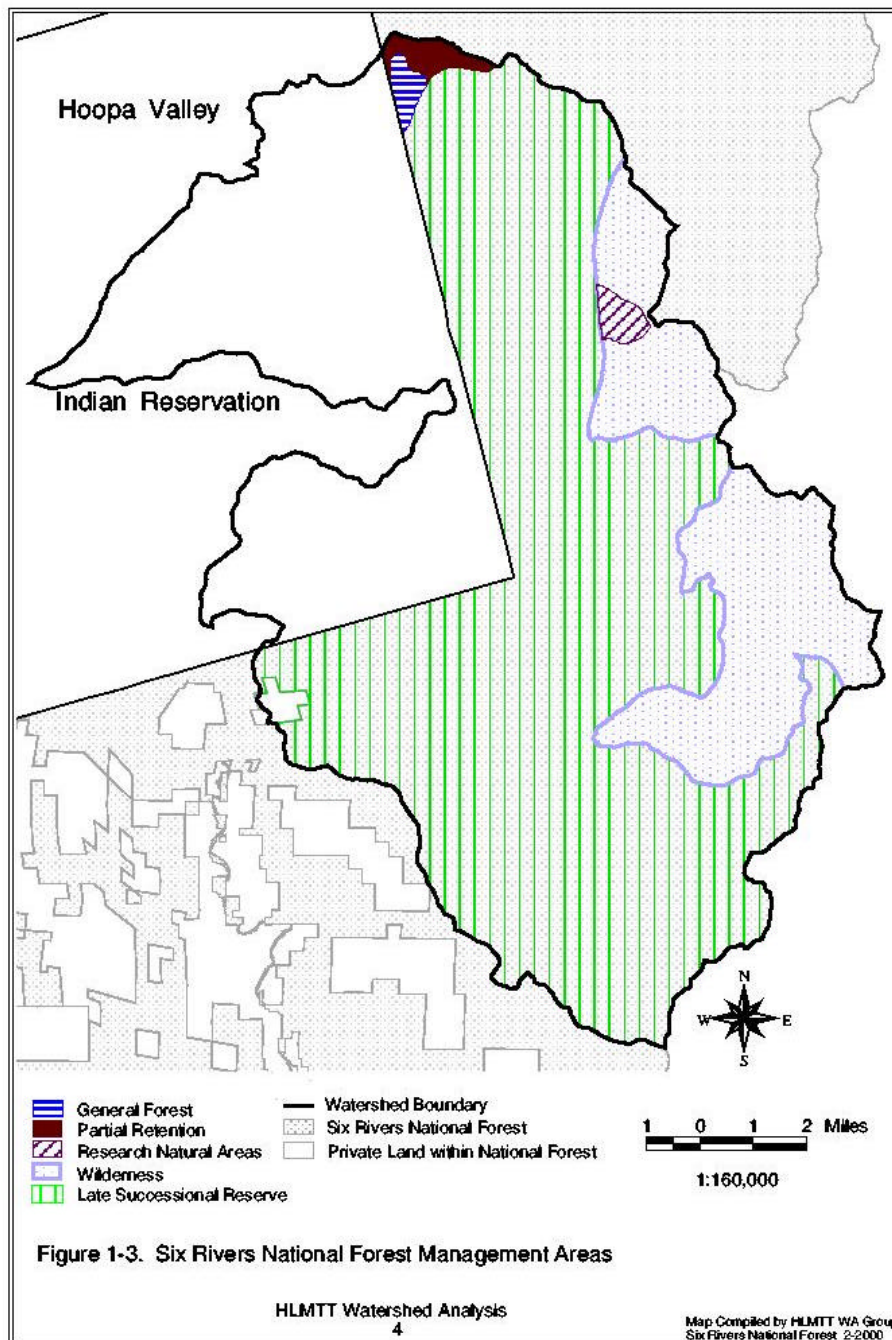 Hoopa Valley
Indian Reservation
N
W E
S
General Forest
Partial Retention
Research Natural Areas
Wilderness
Late Successional Reserve
Watershed Boundary
Six Rivers National Forest
Private Land within National Forest
1 0 1 2 Miles
1:160,000
Figure 1-3. Six Rivers National Forest Management Areas
HLMTT Watershed Analysis
4
Map Compiled by HLMTT WA Group
Six Rivers National Forest 2-2000